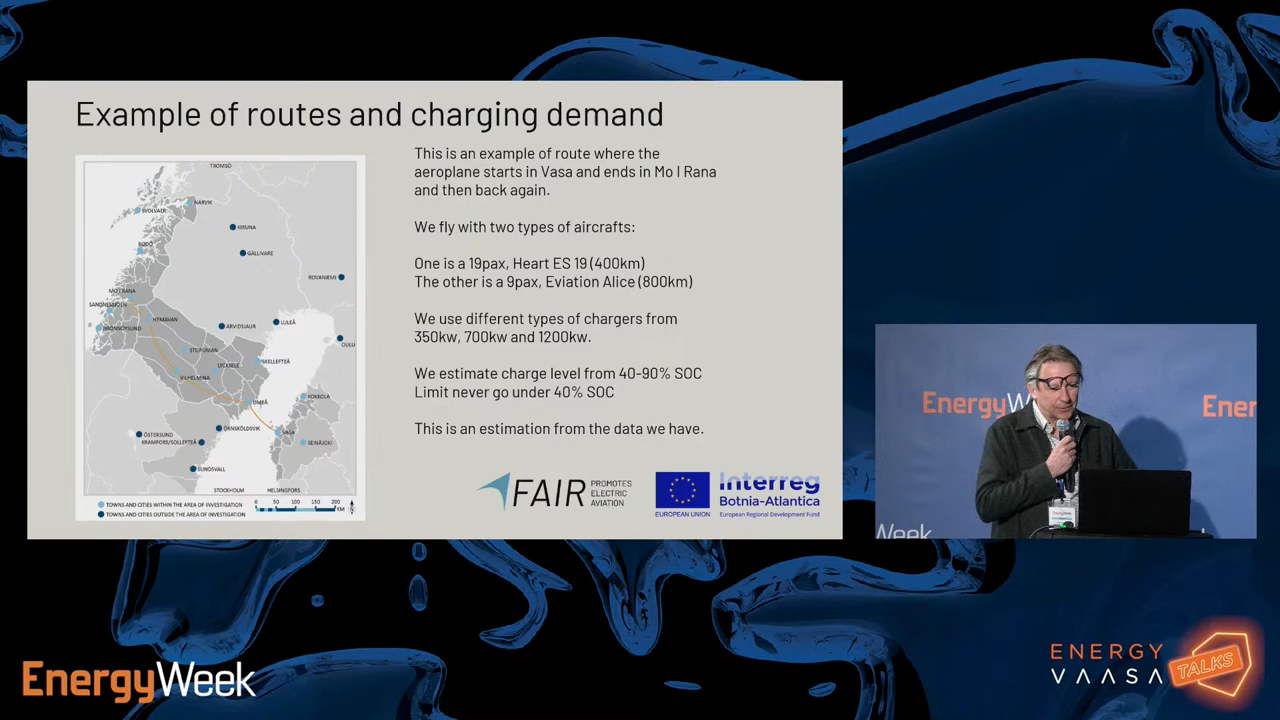 Example of routes and charging demand
TROMSÖ
NARVIK
SVOLVÆR
KIRUNA
BODÖ
GÄLLIVARE
ROVANIEMI
MO I RANA
SANDNESSJÖEN
HEMAVAN
BRÖNNÖYSUND
ARVIDSJAUR
LULEÅ
OULU
STORUMAN
LYCKSELE
SKELLEFTEÅ
VILHELMINA
UMEÅ
KOKKOLA
ÖRNSKÖLDSVIK
VASA
ÖSTERSUND
KRAMFORS/SOLLEFTEÅ
SEINÄJOKI
SUNDSVALL
STOCKHOLM
HELSINGFORS
TOWNS AND CITIES WITHIN THE AREA OF INVESTIGATION
TOWNS AND CITIES OUTSIDE THE AREA OF INVESTIGATION
0 50 100 150 200
KM
This is an example of route where the
aeroplane starts in Vasa and ends in Mo I Rana
and then back again.
We fly with two types of aircrafts:
One is a 19pax, Heart ES 19 (400km)
The other is a 9pax, Eviation Alice (800km)
We use different types of chargers from
350kw, 700kw and 1200kw.
We estimate charge level from 40-90% SOC
Limit never go under 40% SOC
This is an estimation from the data we have.
FAIR
PROMOTES
ELECTRIC
AVIATION
EUROPEAN UNION
Interreg
Botnia-Atlantica
European Regional Development Fund
EnergyWe
Ener
Week
EnergyWeek
ENERGY
VAASA
TALKS